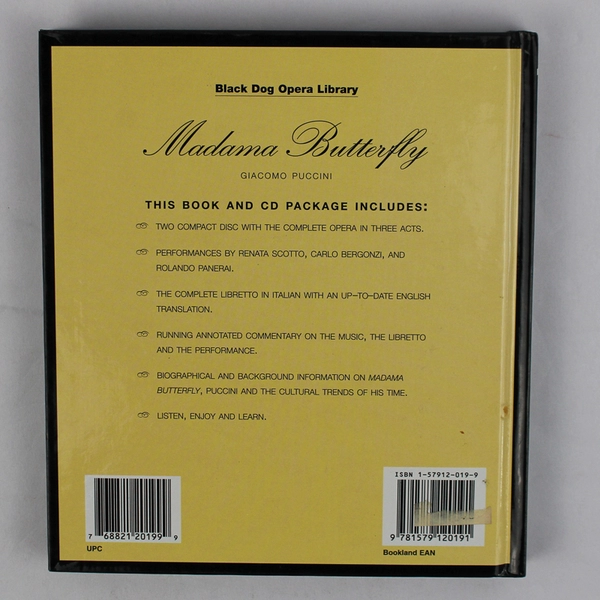 Black Dog Opera Library
Madama Butterfly
GIACOMO PUCCINI
THIS BOOK AND CD PACKAGE INCLUDES:
TWO COMPACT DISC WITH THE COMPLETE OPERA IN THREE ACTS.
PERFORMANCES BY RENATA SCOTTO, CARLO BERGONZI, AND
ROLANDO PANERAI.
THE COMPLETE LIBRETTO IN ITALIAN WITH AN UP-TO-DATE ENGLISH
TRANSLATION.
RUNNING ANNOTATED COMMENTARY ON THE MUSIC, THE LIBRETTO
AND THE PERFORMANCE.
BIOGRAPHICAL AND BACKGROUND INFORMATION ON MADAMA
BUTTERFLY, PUCCINI AND THE CULTURAL TRENDS OF HIS TIME.
LISTEN, ENJOY AND LEARN.
7 68821 20199 9
UPC
ISBN 1-57912-019-9
9 781579 120191
Bookland EAN